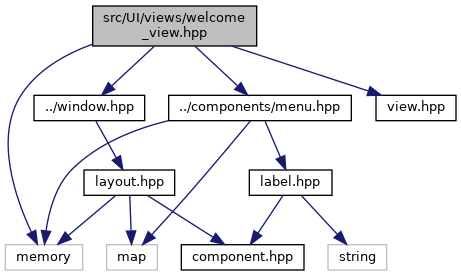 src/UI/views/welcome
_view.hpp
../window.hpp
../components/menu.hpp
view.hpp
layout.hpp
label.hpp
memory
map
component.hpp
string